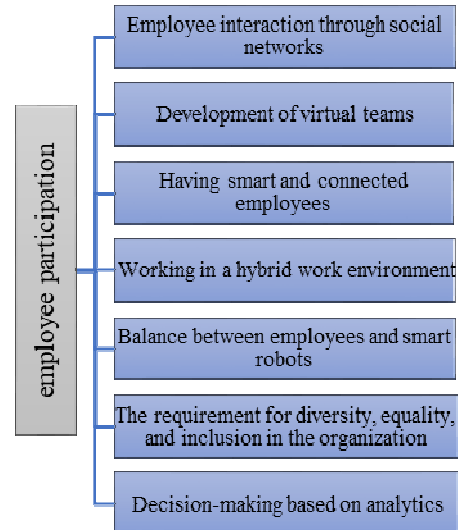 employee participation
Employee interaction through social
networks
Development of virtual teams
Having smart and connected
employees
Working in a hybrid work environment
Balance between employees and smart
robots
The requirement for diversity, equality,
and inclusion in the organization
Decision-making based on analytics